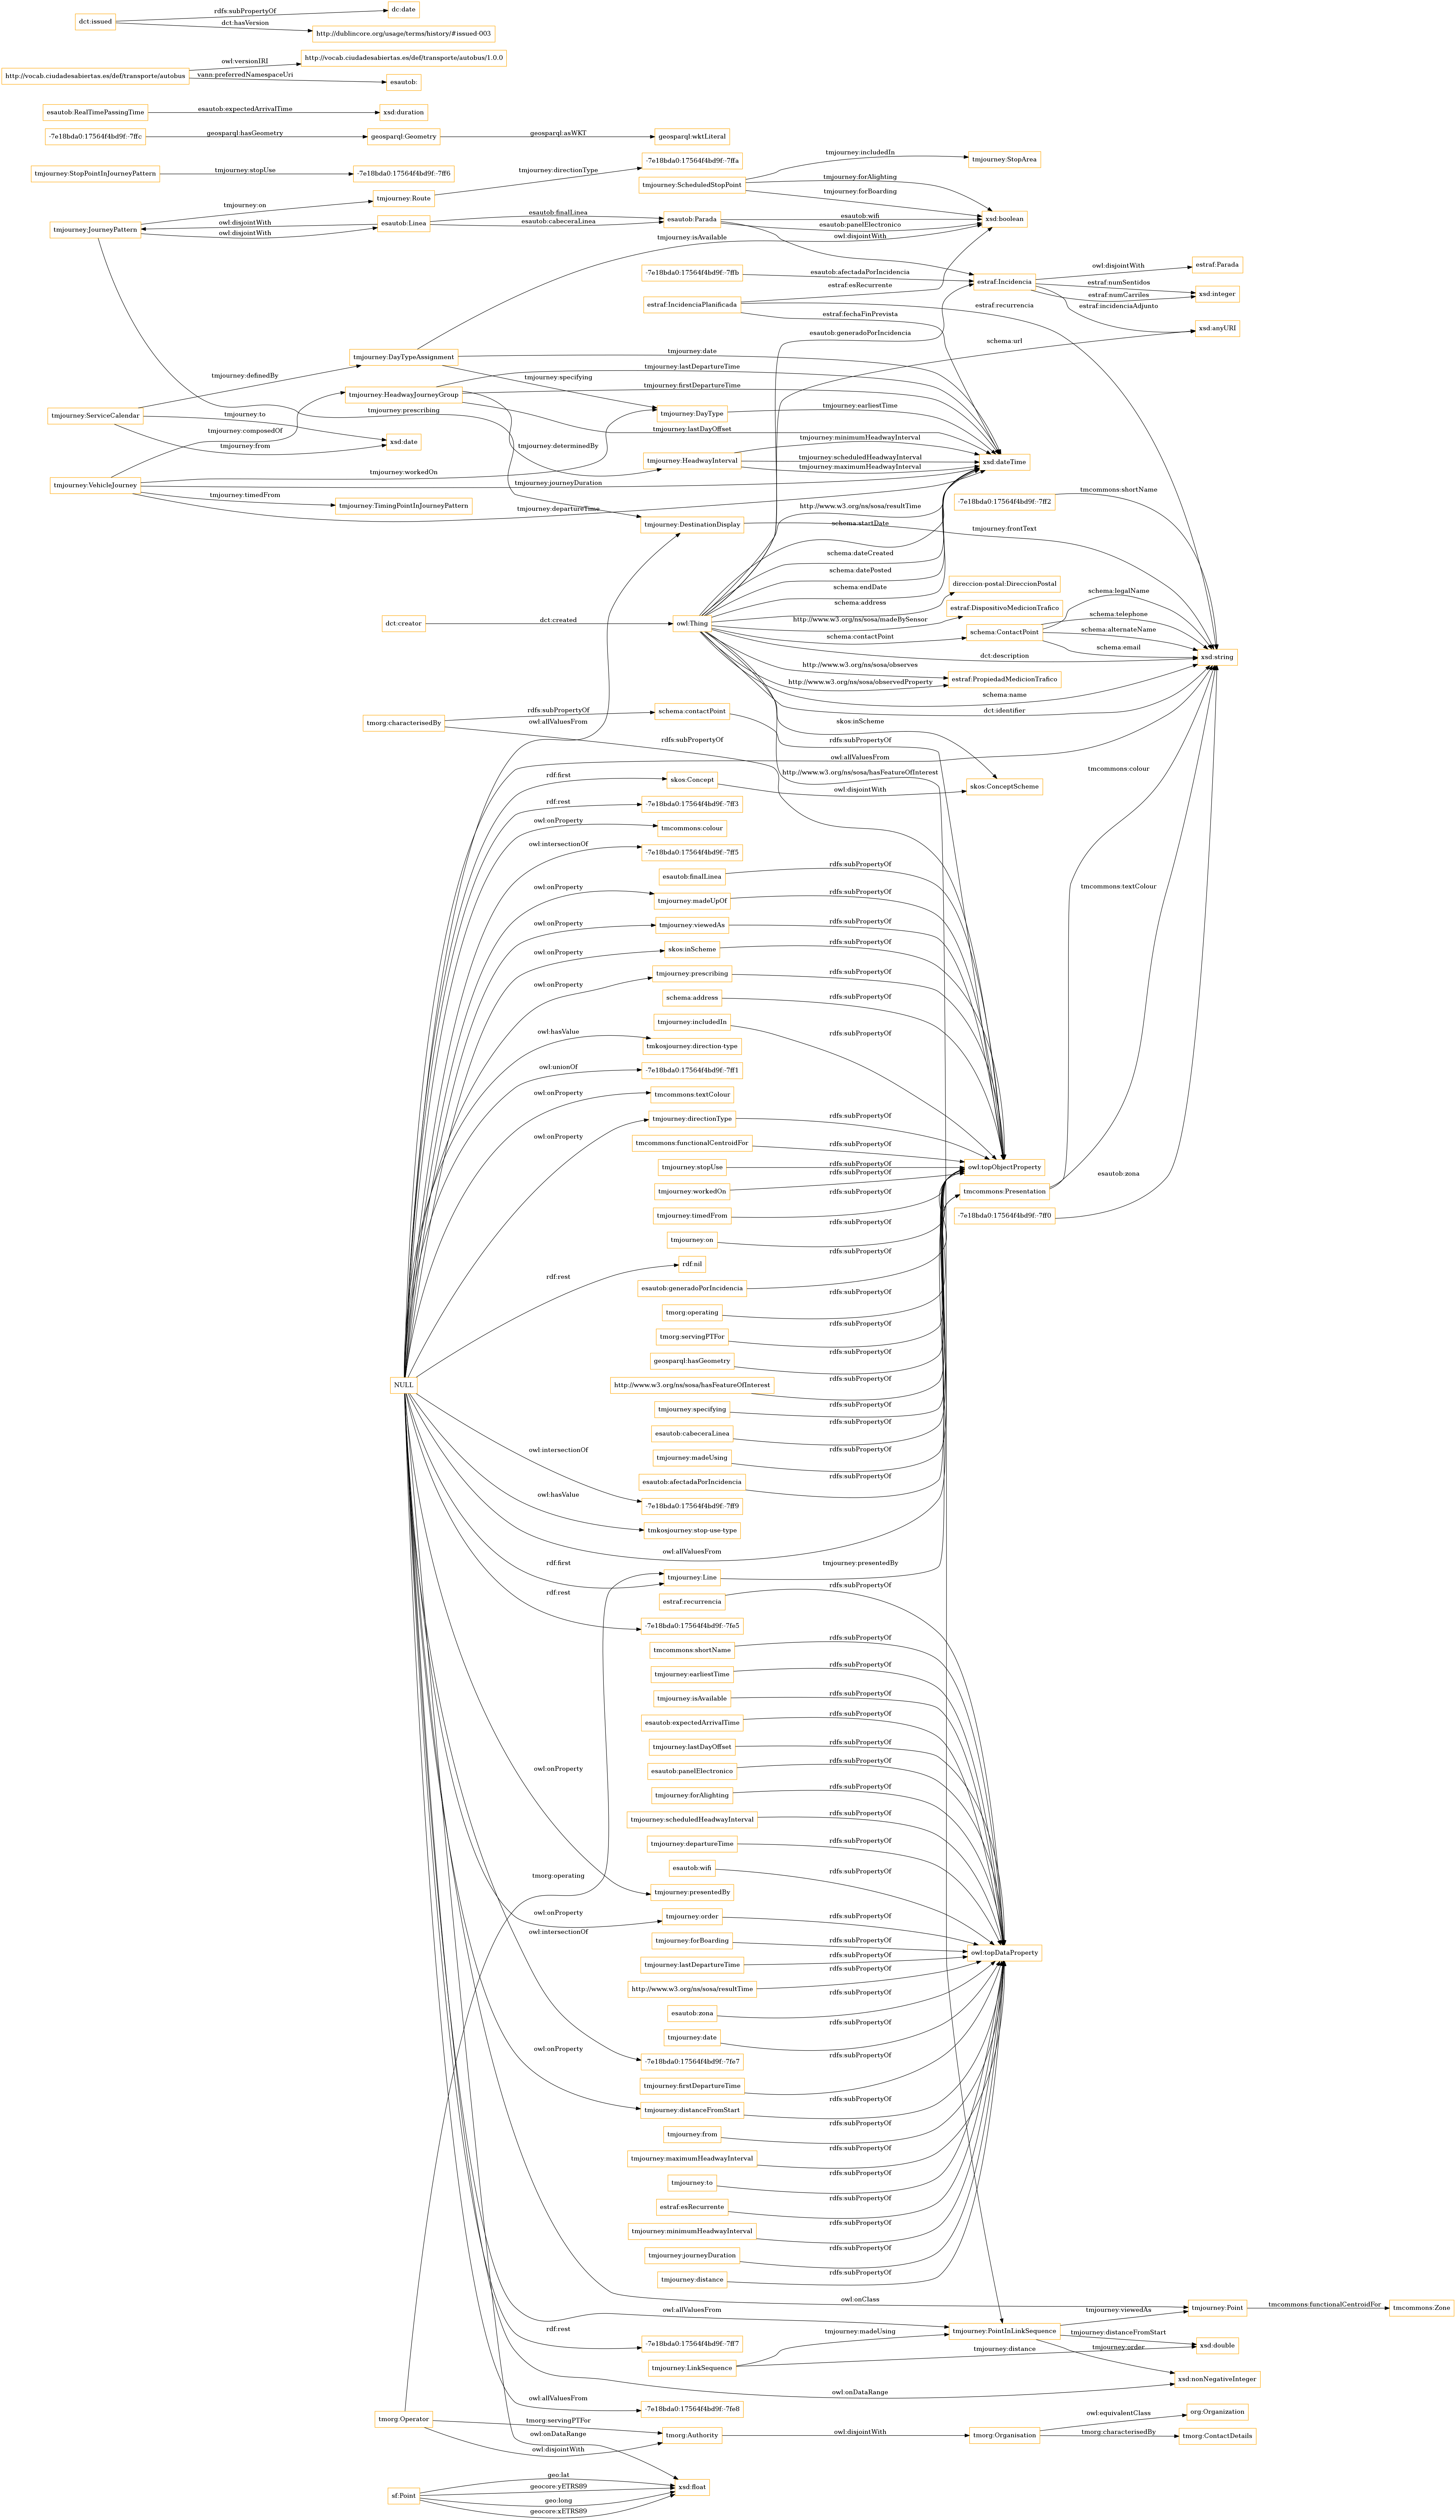 dct:issued
rdfs:subPropertyOf
dc:date
dct:hasVersion
http://dublincore.org/usage/terms/history/#issued-003
http://vocab.ciudadesabiertas.es/def/transporte/autobus
owl:versionIRI
http://vocab.ciudadesabiertas.es/def/transporte/autobus/1.0.0
vann:preferredNamespaceUri
esautob:
esautob:RealTimePassingTime
esautob:expectedArrivalTime
xsd:duration
-7e18bda0:17564f4bd9f:-7ffc
geosparql:hasGeometry
geosparql:Geometry
geosparql:asWKT
geosparql:wktLiteral
tmjourney:StopPointInJourneyPattern
tmjourney:stopUse
-7e18bda0:17564f4bd9f:-7ff6
tmjourney:directionType
-7e18bda0:17564f4bd9f:-7ffa
tmjourney:ScheduledStopPoint
tmjourney:includedIn
tmjourney:StopArea
tmjourney:forAlighting
tmjourney:forBoarding
tmjourney:on
tmjourney:Route
tmjourney:JourneyPattern
owl:disjointWith
owl:disjointWith
esautob:Linea
esautob:finalLinea
esautob:cabeceraLinea
esautob:Parada
esautob:wifi
esautob:panelElectronico
owl:disjointWith
xsd:boolean
tmjourney:isAvailable
-7e18bda0:17564f4bd9f:-7ffb
esautob:afectadaPorIncidencia
estraf:Incidencia
owl:disjointWith
estraf:Parada
estraf:numSentidos
estraf:numCarriles
xsd:integer
estraf:incidenciaAdjunto
xsd:anyURI
estraf:IncidenciaPlanificada
estraf:esRecurrente
estraf:recurrencia
estraf:fechaFinPrevista
esautob:generadoPorIncidencia
schema:url
tmjourney:DayTypeAssignment
tmjourney:date
tmjourney:specifying
tmjourney:definedBy
tmjourney:HeadwayJourneyGroup
tmjourney:lastDepartureTime
tmjourney:firstDepartureTime
tmjourney:lastDayOffset
tmjourney:DayType
tmjourney:earliestTime
tmjourney:ServiceCalendar
tmjourney:to
tmjourney:from
xsd:date
tmjourney:prescribing
tmjourney:determinedBy
tmjourney:composedOf
tmjourney:HeadwayInterval
tmjourney:minimumHeadwayInterval
tmjourney:scheduledHeadwayInterval
tmjourney:maximumHeadwayInterval
xsd:dateTime
tmjourney:VehicleJourney
tmjourney:workedOn
tmjourney:journeyDuration
tmjourney:timedFrom
tmjourney:TimingPointInJourneyPattern
tmjourney:departureTime
-7e18bda0:17564f4bd9f:-7ff2
tmcommons:shortName
tmjourney:DestinationDisplay
tmjourney:frontText
http://www.w3.org/ns/sosa/resultTime
schema:startDate
schema:dateCreated
schema:datePosted
schema:endDate
schema:address
direccion-postal:DireccionPostal
http://www.w3.org/ns/sosa/madeBySensor
estraf:DispositivoMedicionTrafico
dct:creator
dct:created
owl:Thing
schema:contactPoint
schema:ContactPoint
schema:legalName
schema:telephone
schema:alternateName
schema:email
dct:description
xsd:string
http://www.w3.org/ns/sosa/observes
http://www.w3.org/ns/sosa/observedProperty
estraf:PropiedadMedicionTrafico
schema:name
dct:identifier
skos:inScheme
tmorg:characterisedBy
rdfs:subPropertyOf
schema:contactPoint
rdfs:subPropertyOf
rdfs:subPropertyOf
owl:allValuesFrom
owl:allValuesFrom
http://www.w3.org/ns/sosa/hasFeatureOfInterest
rdf:first
skos:Concept
owl:disjointWith
skos:ConceptScheme
tmcommons:colour
rdf:rest
-7e18bda0:17564f4bd9f:-7ff3
owl:onProperty
tmcommons:colour
owl:intersectionOf
-7e18bda0:17564f4bd9f:-7ff5
esautob:finalLinea
rdfs:subPropertyOf
tmcommons:textColour
owl:onProperty
tmjourney:madeUpOf
rdfs:subPropertyOf
owl:onProperty
tmjourney:viewedAs
rdfs:subPropertyOf
owl:onProperty
skos:inScheme
rdfs:subPropertyOf
owl:onProperty
tmjourney:prescribing
rdfs:subPropertyOf
schema:address
rdfs:subPropertyOf
tmjourney:includedIn
rdfs:subPropertyOf
owl:hasValue
tmkosjourney:direction-type
owl:unionOf
-7e18bda0:17564f4bd9f:-7ff1
owl:onProperty
tmcommons:textColour
owl:onProperty
tmjourney:directionType
rdfs:subPropertyOf
tmcommons:functionalCentroidFor
rdfs:subPropertyOf
tmjourney:stopUse
rdfs:subPropertyOf
owl:topObjectProperty
tmjourney:workedOn
rdfs:subPropertyOf
tmcommons:Presentation
esautob:zona
tmjourney:timedFrom
rdfs:subPropertyOf
-7e18bda0:17564f4bd9f:-7ff0
tmjourney:on
rdfs:subPropertyOf
rdf:rest
rdf:nil
esautob:generadoPorIncidencia
rdfs:subPropertyOf
tmorg:operating
rdfs:subPropertyOf
tmorg:servingPTFor
rdfs:subPropertyOf
geosparql:hasGeometry
rdfs:subPropertyOf
NULL
http://www.w3.org/ns/sosa/hasFeatureOfInterest
rdfs:subPropertyOf
tmjourney:specifying
rdfs:subPropertyOf
esautob:cabeceraLinea
rdfs:subPropertyOf
tmjourney:madeUsing
rdfs:subPropertyOf
esautob:afectadaPorIncidencia
rdfs:subPropertyOf
owl:intersectionOf
-7e18bda0:17564f4bd9f:-7ff9
owl:hasValue
tmkosjourney:stop-use-type
owl:allValuesFrom
rdf:first
tmjourney:Line
tmjourney:presentedBy
estraf:recurrencia
rdfs:subPropertyOf
rdf:rest
-7e18bda0:17564f4bd9f:-7fe5
tmcommons:shortName
rdfs:subPropertyOf
tmjourney:earliestTime
rdfs:subPropertyOf
tmjourney:isAvailable
rdfs:subPropertyOf
esautob:expectedArrivalTime
rdfs:subPropertyOf
tmjourney:lastDayOffset
rdfs:subPropertyOf
esautob:panelElectronico
rdfs:subPropertyOf
owl:onProperty
tmjourney:forAlighting
rdfs:subPropertyOf
tmjourney:scheduledHeadwayInterval
rdfs:subPropertyOf
tmjourney:departureTime
rdfs:subPropertyOf
esautob:wifi
rdfs:subPropertyOf
tmorg:operating
tmjourney:presentedBy
owl:onProperty
tmjourney:order
rdfs:subPropertyOf
owl:intersectionOf
tmjourney:forBoarding
rdfs:subPropertyOf
owl:topDataProperty
tmjourney:lastDepartureTime
rdfs:subPropertyOf
http://www.w3.org/ns/sosa/resultTime
rdfs:subPropertyOf
esautob:zona
rdfs:subPropertyOf
tmjourney:date
rdfs:subPropertyOf
-7e18bda0:17564f4bd9f:-7fe7
owl:onProperty
tmjourney:firstDepartureTime
rdfs:subPropertyOf
tmjourney:distanceFromStart
rdfs:subPropertyOf
tmjourney:from
rdfs:subPropertyOf
tmjourney:maximumHeadwayInterval
rdfs:subPropertyOf
tmjourney:to
rdfs:subPropertyOf
estraf:esRecurrente
rdfs:subPropertyOf
tmjourney:minimumHeadwayInterval
rdfs:subPropertyOf
tmjourney:journeyDuration
rdfs:subPropertyOf
tmjourney:distance
rdfs:subPropertyOf
owl:onClass
tmjourney:Point
tmcommons:functionalCentroidFor
tmcommons:Zone
owl:allValuesFrom
tmjourney:PointInLinkSequence
tmjourney:viewedAs
tmjourney:distanceFromStart
xsd:double
tmjourney:order
xsd:nonNegativeInteger
rdf:rest
-7e18bda0:17564f4bd9f:-7ff7
tmjourney:LinkSequence
tmjourney:madeUsing
tmjourney:distance
owl:onDataRange
owl:allValuesFrom
-7e18bda0:17564f4bd9f:-7fe8
tmorg:Operator
tmorg:servingPTFor
owl:disjointWith
tmorg:Authority
owl:disjointWith
tmorg:Organisation
owl:equivalentClass
org:Organization
tmorg:characterisedBy
tmorg:ContactDetails
owl:onDataRange
sf:Point
geo:lat
geocore:yETRS89
geo:long
geocore:xETRS89
xsd:float